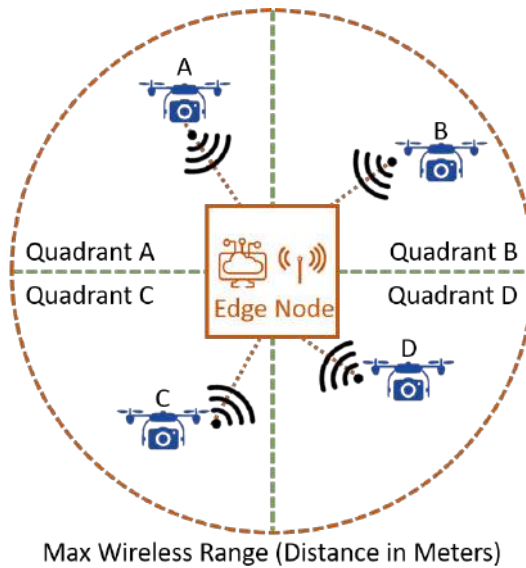 A
B
Quadrant A
Quadrant B
Quadrant C
Quadrant D
Edge Node
C
D
Max Wireless Range (Distance in Meters)